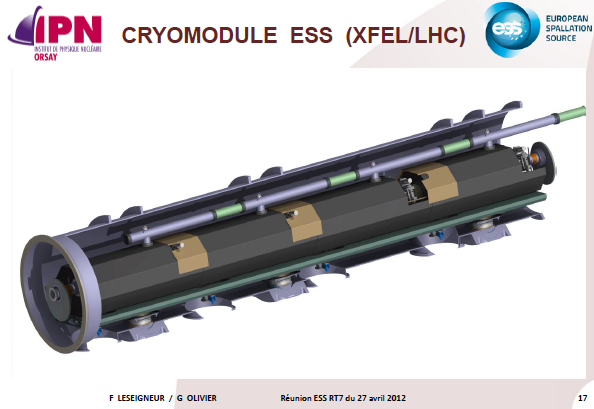 IPN
INSTITUT DE PHYSIQUE NUCLÉAIRE
ORSAY
CRYOMODULE ESS (XFEL/LHC)
ess
EUROPEAN
SPALLATION
SOURCE
F LESEIGNEUR / G OLIVIER
Réunion ESS RT7 du 27 avril 2012
17